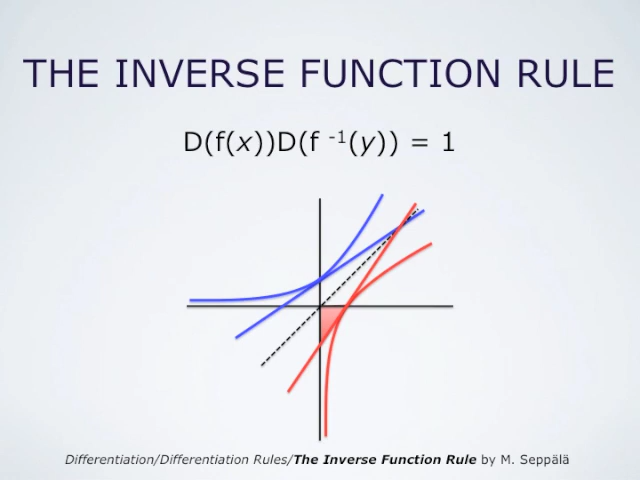 THE INVERSE FUNCTION RULE
D(f(x))D(f ⁻¹(y)) = 1
Differentiation/Differentiation Rules/The Inverse Function Rule by M. Seppälä